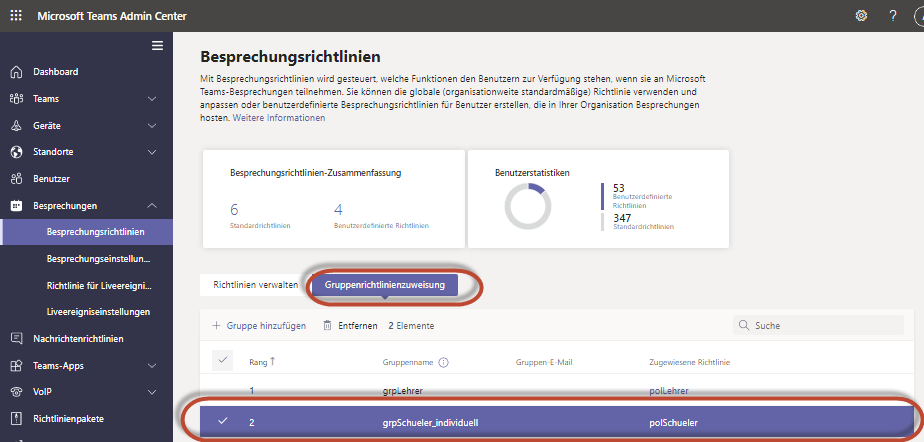 Microsoft Teams Admin Center
?
Dashboard
Teams
Geräte
Standorte
Benutzer
Besprechungen
Besprechungsrichtlinien
Besprechungseinstellun...
Richtlinie für Liveereigni...
Liveereigniseinstellungen
Nachrichtenrichtlinien
Teams-Apps
VoIP
Richtlinienpakete
Besprechungsrichtlinien
Mit Besprechungsrichtlinien wird gesteuert, welche Funktionen den Benutzern zur Verfügung stehen, wenn sie an Microsoft
Teams-Besprechungen teilnehmen. Sie können die globale (organisationweite standardmäßige) Richtlinie verwenden und
anpassen oder benutzerdefinierte Besprechungsrichtlinien für Benutzer erstellen, die in Ihrer Organisation Besprechungen
hosten. Weitere Informationen
Besprechungsrichtlinien-Zusammenfassung
6
Standardrichtlinien
4
Benutzerdefinierte Richtlinien
Benutzerstatistiken
53
Benutzerdefinierte
Richtlinien
347
Standardrichtlinien
Richtlinien verwalten
Gruppenrichtlinienzuweisung
+ Gruppe hinzufügen Entfernen 2 Elemente Suche
Rang ↑ Gruppenname Gruppen-E-Mail Zugewiesene Richtlinie
1 grpLehrer polLehrer
2 grpSchueler_individuell polSchueler